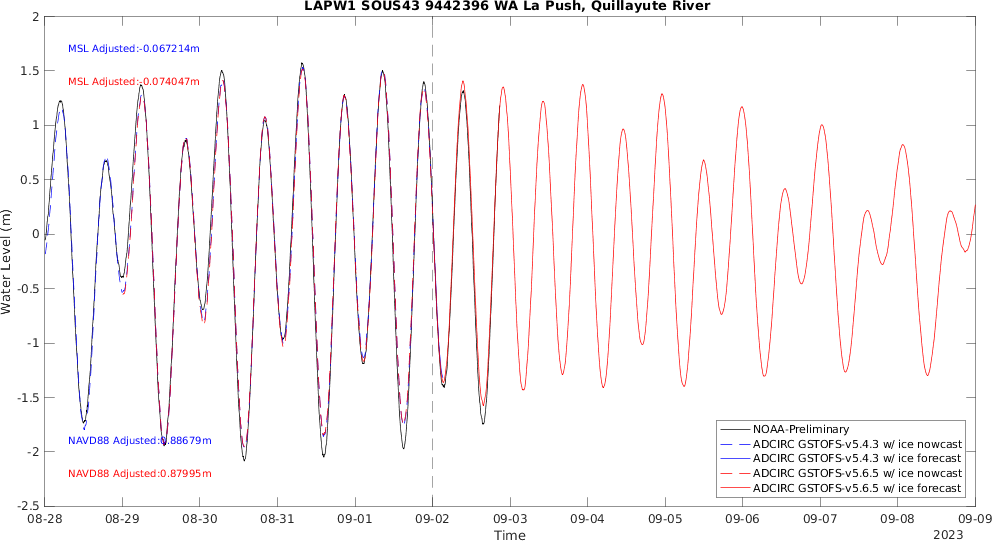 LAPW1 SOUS43 9442396 WA La Push, Quillayute River
2
1.5
1
0.5
0
-0.5
-1
-1.5
-2
-2.5
Water Level (m)
MSL Adjusted:-0.067214m
MSL Adjusted:-0.074047m
NAVD88 Adjusted:0.88679m
NAVD88 Adjusted:0.87995m
NOAA-Preliminary
ADCIRC GSTOFS-v5.4.3 w/ ice nowcast
ADCIRC GSTOFS-v5.4.3 w/ ice forecast
ADCIRC GSTOFS-v5.6.5 w/ ice nowcast
ADCIRC GSTOFS-v5.6.5 w/ ice forecast
08-28 08-29 08-30 08-31 09-01 09-02 09-03 09-04 09-05 09-06 09-07 09-08 09-09
Time
2023